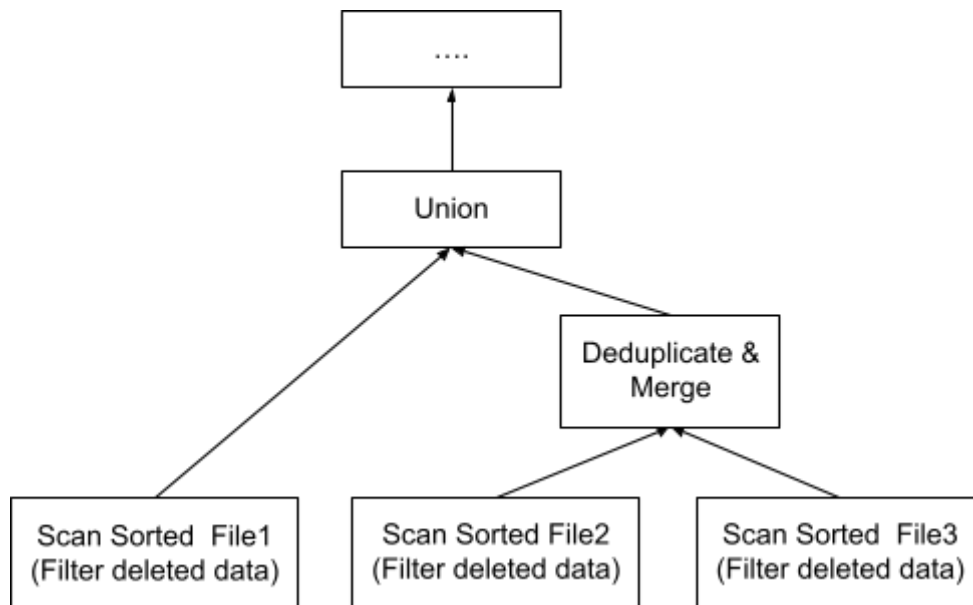 ....
Union
Deduplicate &
Merge
Scan Sorted File1
(Filter deleted data)
Scan Sorted File2
(Filter deleted data)
Scan Sorted File3
(Filter deleted data)